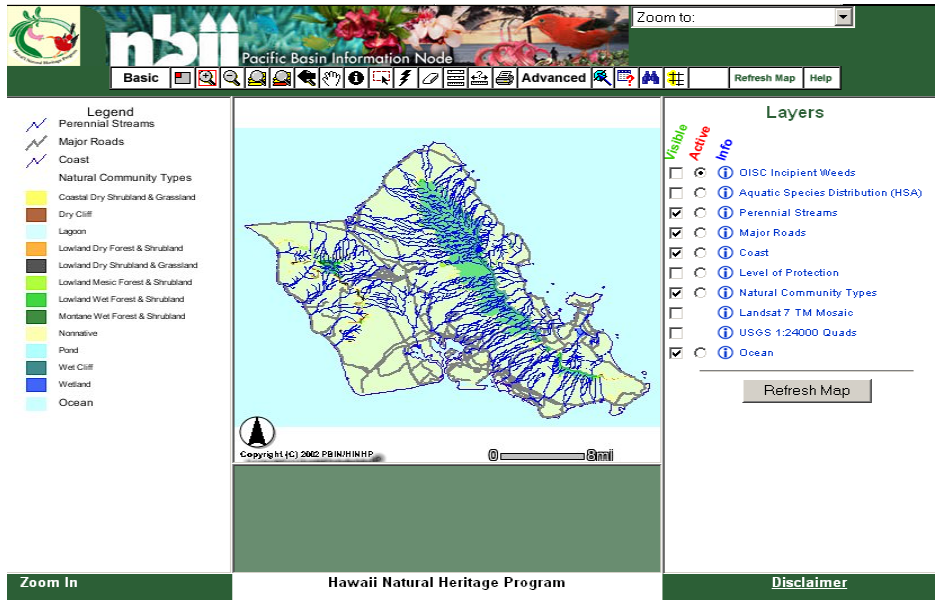 Hawaii's Natural Heritage Program
nbii
Pacific Basin Information Node
Zoom to:
Basic
Advanced
Refresh Map
Help
Legend
Perennial Streams
Major Roads
Coast
Natural Community Types
Coastal Dry Shrubland & Grassland
Dry Cliff
Lagoon
Lowland Dry Forest & Shrubland
Lowland Dry Shrubland & Grassland
Lowland Mesic Forest & Shrubland
Lowland Wet Forest & Shrubland
Montane Wet Forest & Shrubland
Nonnative
Pond
Wet Cliff
Wetland
Ocean
Copyright (C) 2002 PBIN/HINHP
0 8mi
Layers
Visible Active Info
OISC Incipient Weeds
Aquatic Species Distribution (HSA)
Perennial Streams
Major Roads
Coast
Level of Protection
Natural Community Types
Landsat 7 TM Mosaic
USGS 1:24000 Quads
Ocean
Refresh Map
Zoom In
Hawaii Natural Heritage Program
Disclaimer